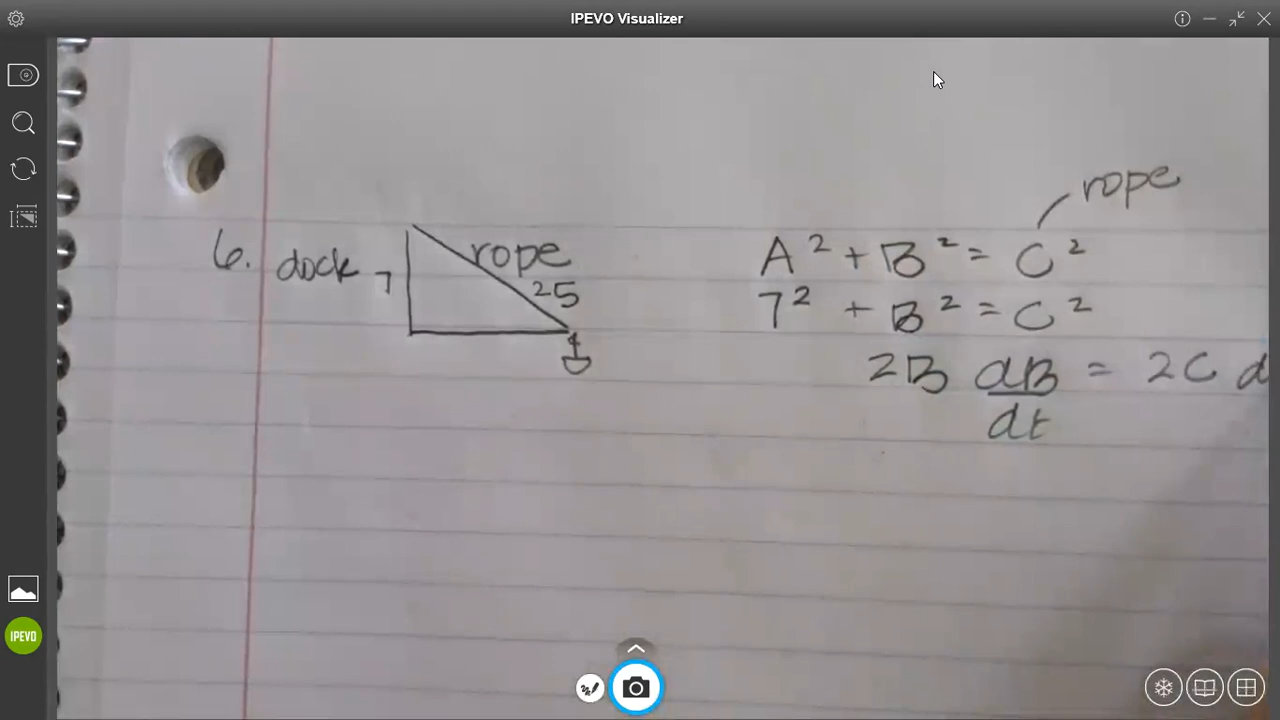 IPEVO Visualizer
rope
6. dock 7 rope 25
A² + B² = C²
7² + B² = C²
2B dB/dt = 2C d
IPEVO